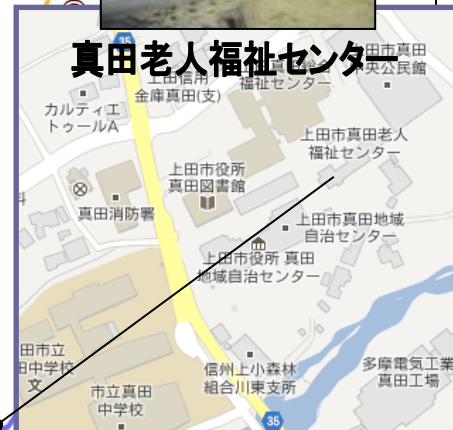 35
真田老人福祉センター
田市真田
中央公民館
上田信用
金庫真田(支)
福祉センター
カルティエ
トゥールA
上田市真田老人
福祉センター
上田市役所
真田図書館
真田消防署
上田市真田地域
自治センター
上田市役所 真田
地域自治センター
田市立
田中学校
文
市立真田
中学校
信州上小森林
組合川東支所
多摩電気工業
真田工場
35